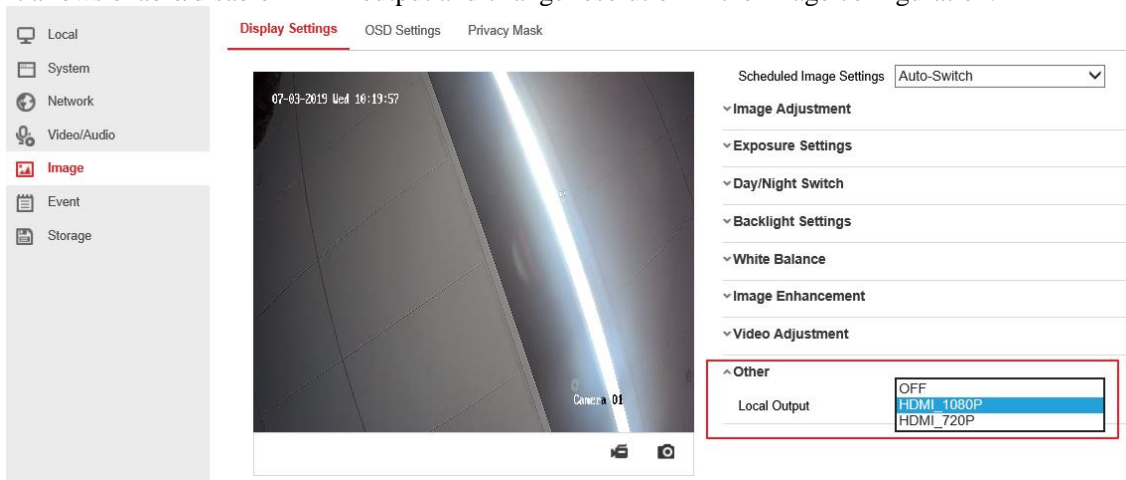 Local
System
Network
Video/Audio
Image
Event
Storage
Display Settings OSD Settings Privacy Mask
07-03-2019 Wed 10:19:57
Camera 01
Scheduled Image Settings Auto-Switch
Image Adjustment
Exposure Settings
Day/Night Switch
Backlight Settings
White Balance
Image Enhancement
Video Adjustment
Other
Local Output
OFF
HDMI_1080P
HDMI_720P